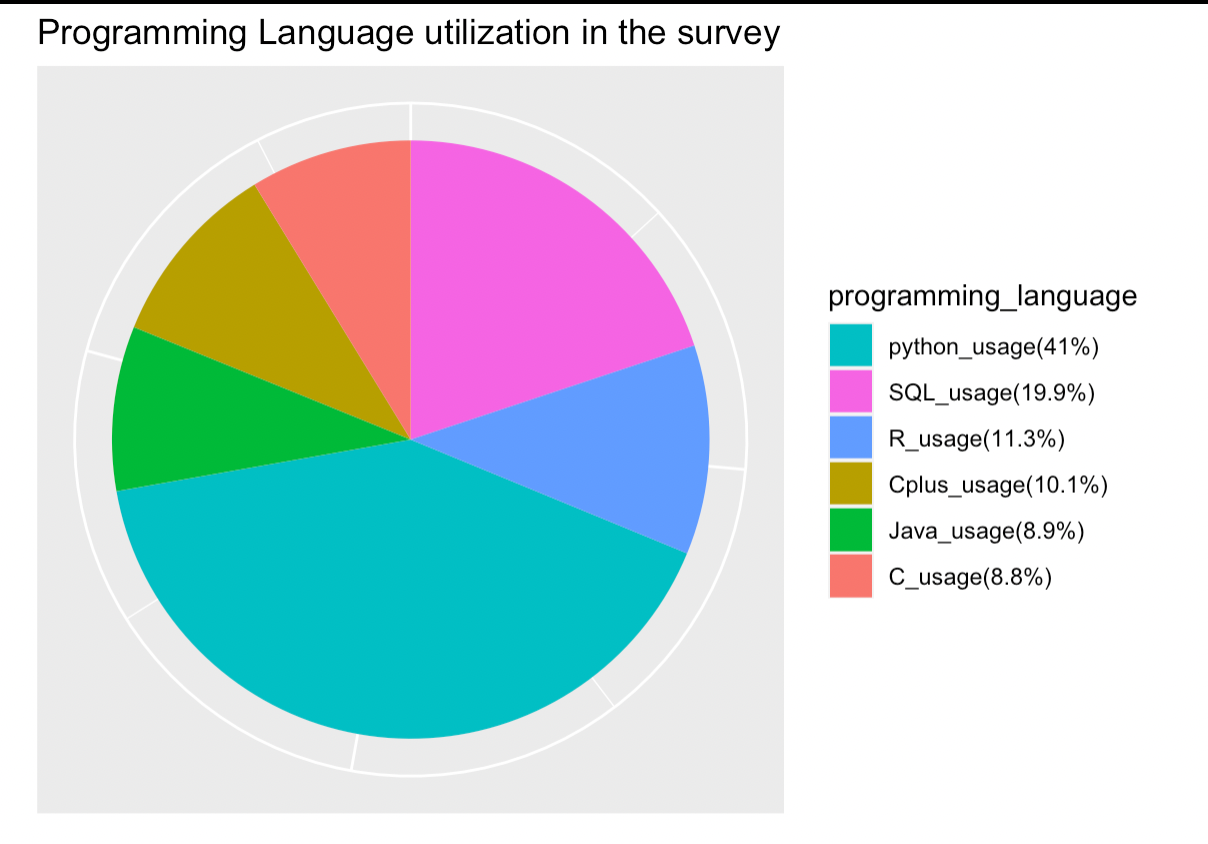 Programming Language utilization in the survey
programming_language
python_usage(41%)
SQL_usage(19.9%)
R_usage(11.3%)
Cplus_usage(10.1%)
Java_usage(8.9%)
C_usage(8.8%)